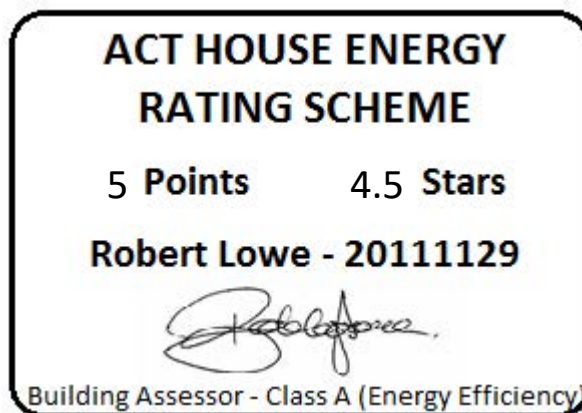 ACT HOUSE ENERGY
RATING SCHEME
5 Points 4.5 Stars
Robert Lowe - 20111129
Building Assessor - Class A (Energy Efficiency)